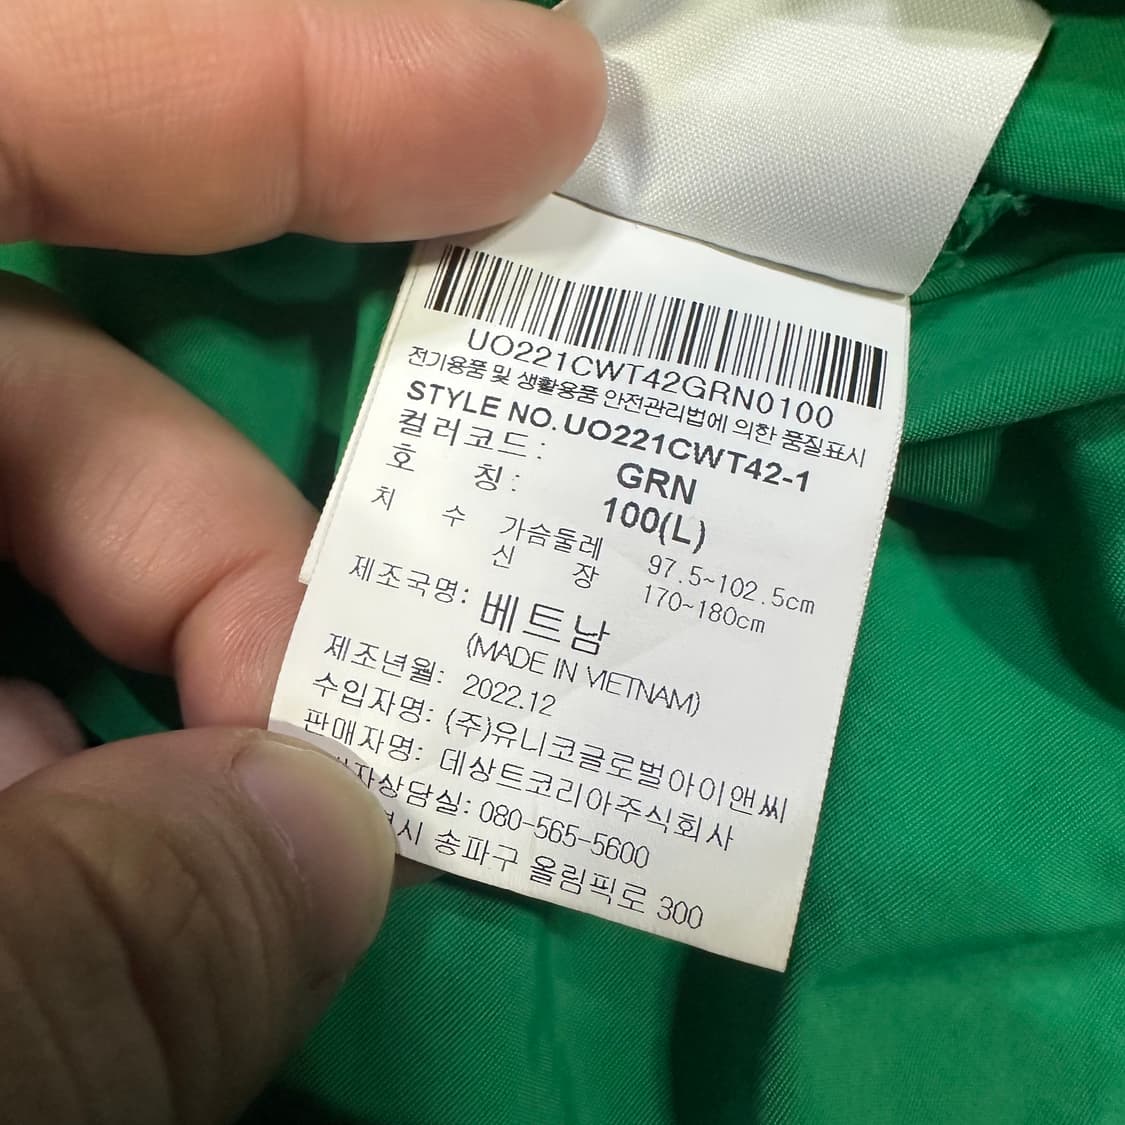 UO221CWT42GRN0100
전기용품 및 생활용품 안전관리법에 의한 품질표시
STYLE NO. UO221CWT42-1
컬러코드 : GRN
호 칭 : 100(L)
치 수 가슴둘레 97.5~102.5cm
신 장 170~180cm
제조국명: 베트남
(MADE IN VIETNAM)
제조년월: 2022.12
수입자명: (주)유니코글로벌아이앤씨
판매자명: 데상트코리아주식회사
상담실: 080-565-5600
송파구 올림픽로 300